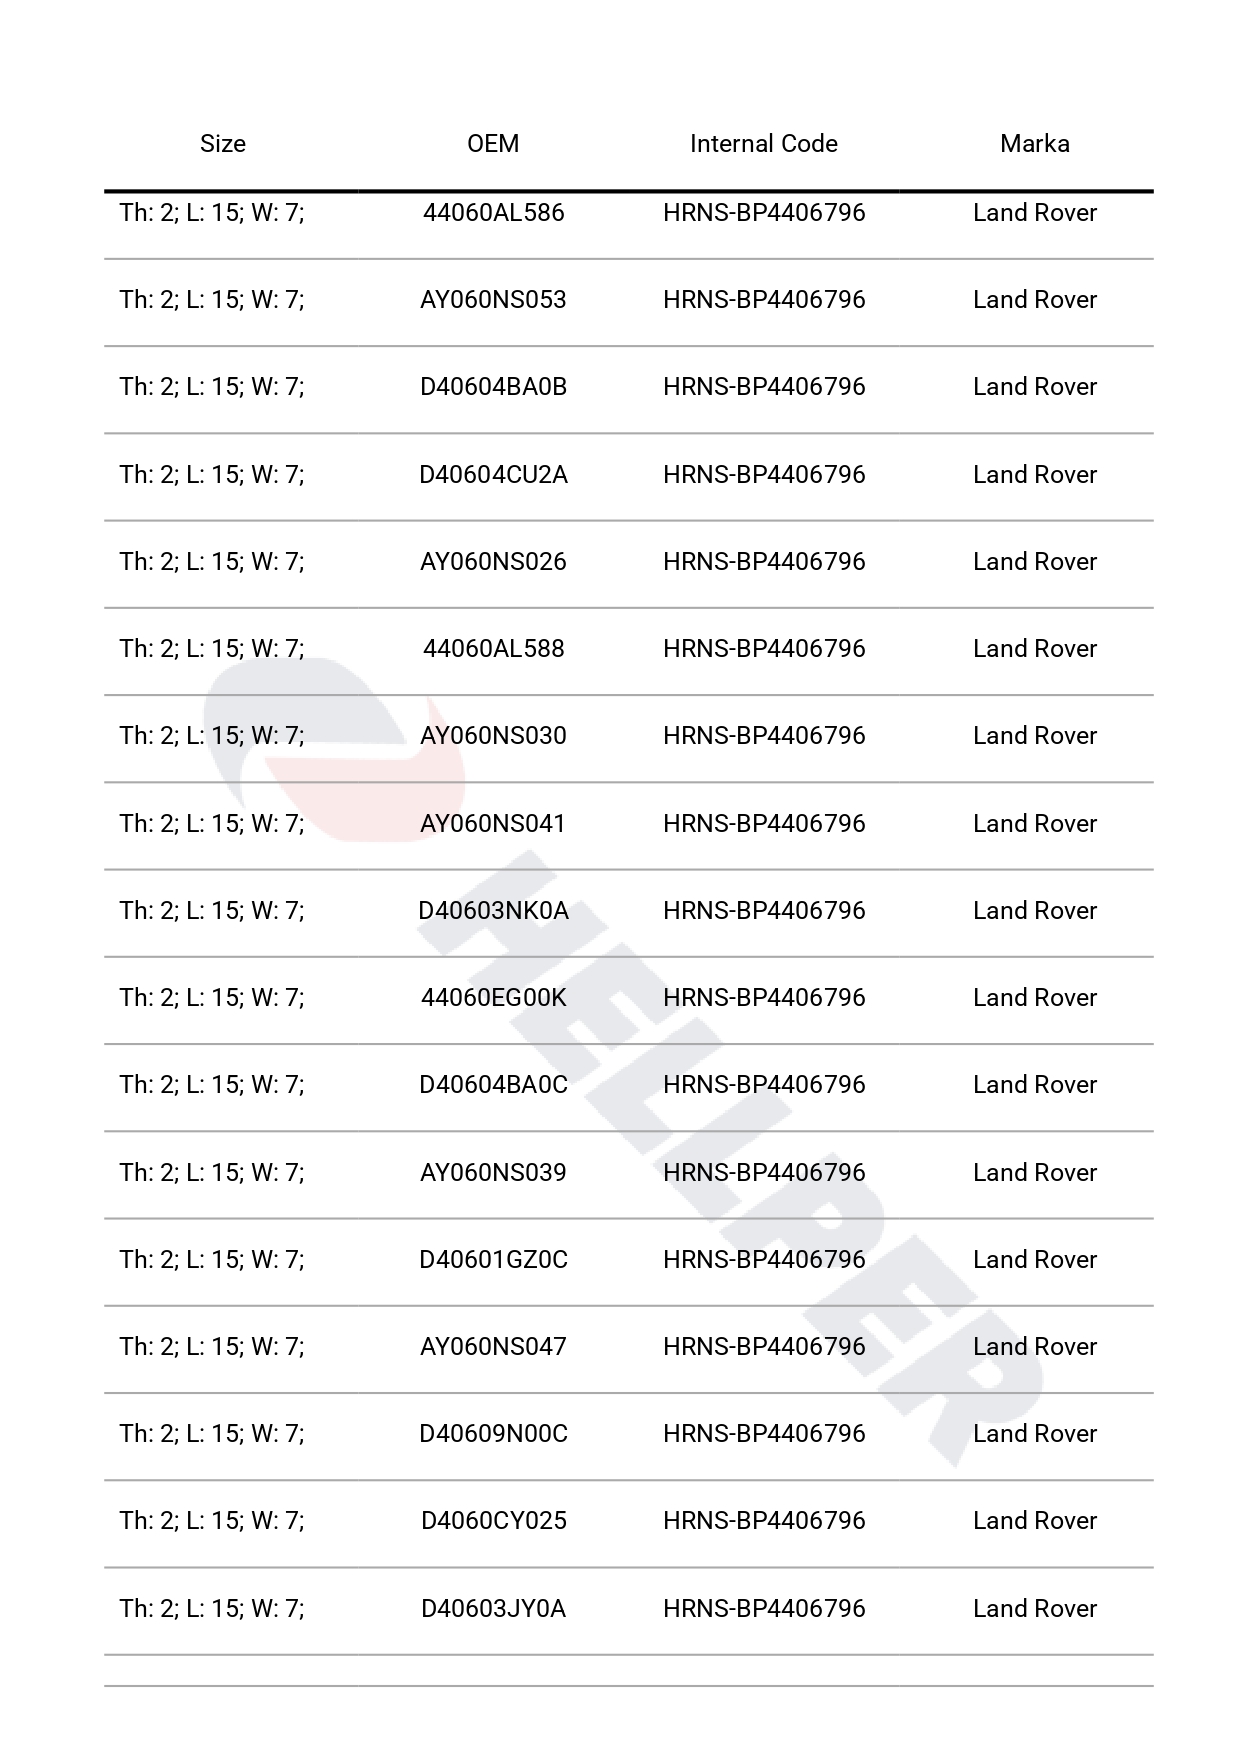 Size OEM Internal Code Marka
Th: 2; L: 15; W: 7; 44060AL586 HRNS-BP4406796 Land Rover
Th: 2; L: 15; W: 7; AY060NS053 HRNS-BP4406796 Land Rover
Th: 2; L: 15; W: 7; D40604BA0B HRNS-BP4406796 Land Rover
Th: 2; L: 15; W: 7; D40604CU2A HRNS-BP4406796 Land Rover
Th: 2; L: 15; W: 7; AY060NS026 HRNS-BP4406796 Land Rover
Th: 2; L: 15; W: 7; 44060AL588 HRNS-BP4406796 Land Rover
Th: 2; L: 15; W: 7; AY060NS030 HRNS-BP4406796 Land Rover
Th: 2; L: 15; W: 7; AY060NS041 HRNS-BP4406796 Land Rover
Th: 2; L: 15; W: 7; D40603NK0A HRNS-BP4406796 Land Rover
Th: 2; L: 15; W: 7; 44060EG00K HRNS-BP4406796 Land Rover
Th: 2; L: 15; W: 7; D40604BA0C HRNS-BP4406796 Land Rover
Th: 2; L: 15; W: 7; AY060NS039 HRNS-BP4406796 Land Rover
Th: 2; L: 15; W: 7; D40601GZ0C HRNS-BP4406796 Land Rover
Th: 2; L: 15; W: 7; AY060NS047 HRNS-BP4406796 Land Rover
Th: 2; L: 15; W: 7; D40609N00C HRNS-BP4406796 Land Rover
Th: 2; L: 15; W: 7; D4060CY025 HRNS-BP4406796 Land Rover
Th: 2; L: 15; W: 7; D40603JY0A HRNS-BP4406796 Land Rover
HELLPER